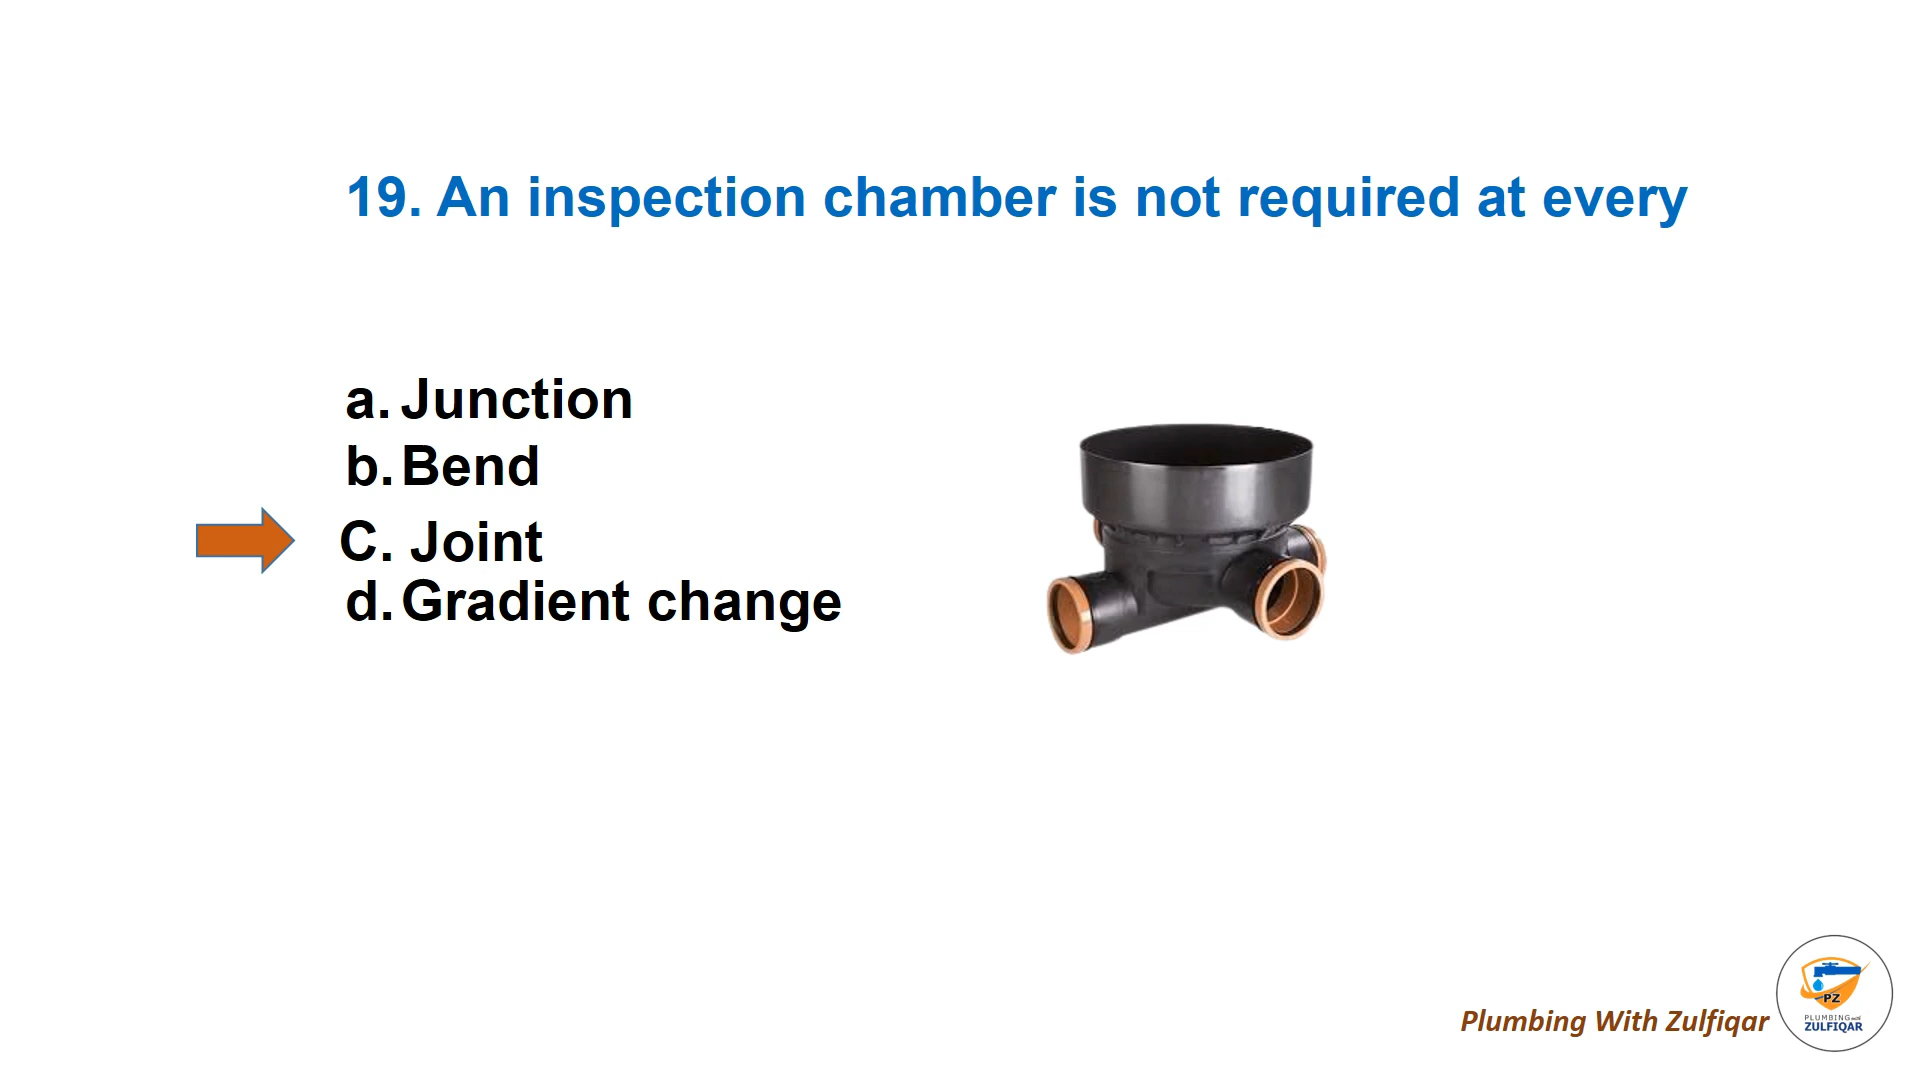 19. An inspection chamber is not required at every
a. Junction
b. Bend
C. Joint
d. Gradient change
Plumbing With Zulfiqar
PZ
PLUMBING with
ZULFIQAR